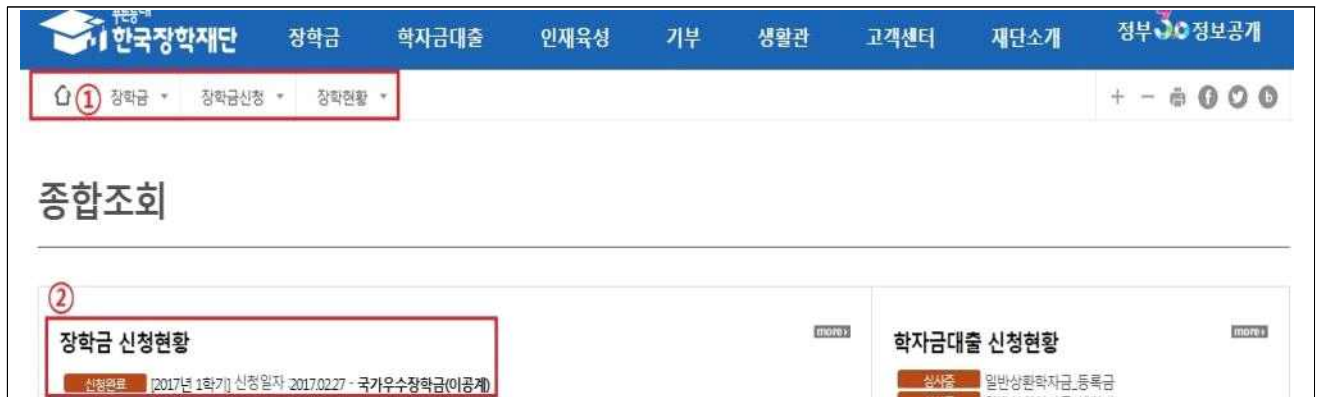 푸른등대
한국장학재단 장학금 학자금대출 인재육성 기부 생활관 고객센터 재단소개 정부3.0 정보공개
① 장학금 장학금신청 장학현황
종합조회
②
장학금 신청현황 more 학자금대출 신청현황 more
신청완료 [2017년 1학기] 신청일자 :2017.02.27 - 국가우수장학금(이공계) 심사중 일반상환학자금_등록금